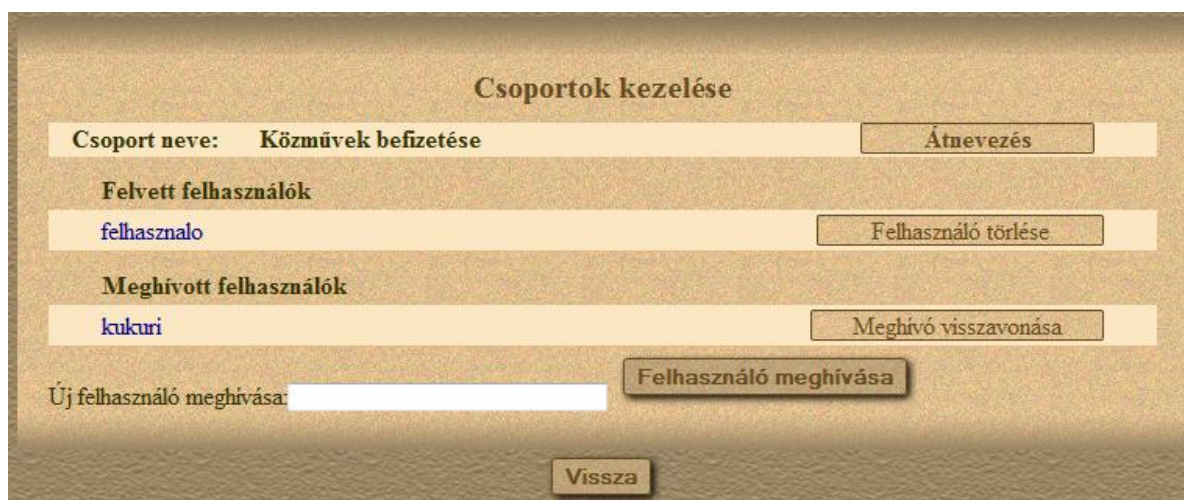 Csoportok kezelése
Csoport neve: Közművek befizetése Átnevezés
Felvett felhasználók
felhasznalo Felhasználó törlése
Meghívott felhasználók
kukuri Meghívó visszavonása
Új felhasználó meghívása: Felhasználó meghívása
Vissza